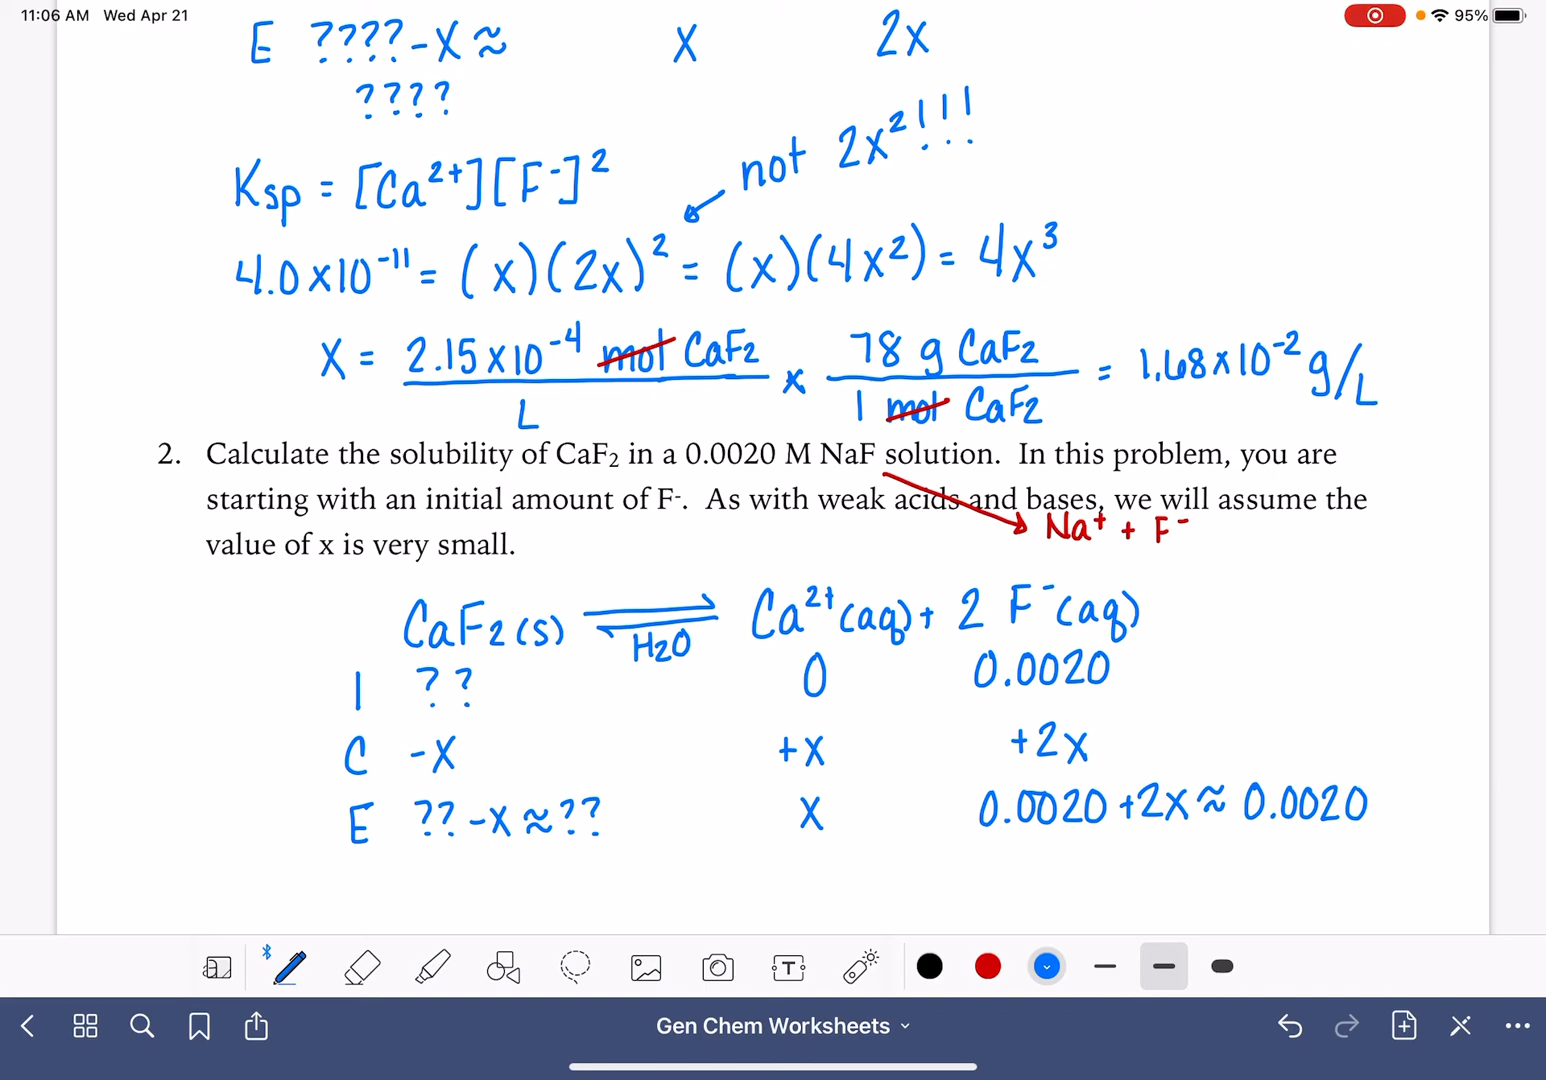 11:06 AM Wed Apr 21 95%
E ????-X ≈ X 2x
????
Ksp = [Ca²⁺][F⁻]² not 2x²!!!
4.0x10⁻¹¹ = (x)(2x)² = (x)(4x²) = 4x³
X = 2.15x10⁻⁴ mol CaF₂ / L x 78 g CaF₂ / 1 mol CaF₂ = 1.68x10⁻² g/L
2. Calculate the solubility of CaF₂ in a 0.0020 M NaF solution. In this problem, you are
starting with an initial amount of F⁻. As with weak acids and bases, we will assume the
Na⁺ + F⁻
value of x is very small.
CaF₂(s) ⇌ Ca²⁺(aq) + 2 F⁻(aq)
H₂O
I ?? 0 0.0020
C -X +X +2x
E ?? -X ≈ ?? X 0.0020 +2x ≈ 0.0020
T
Gen Chem Worksheets